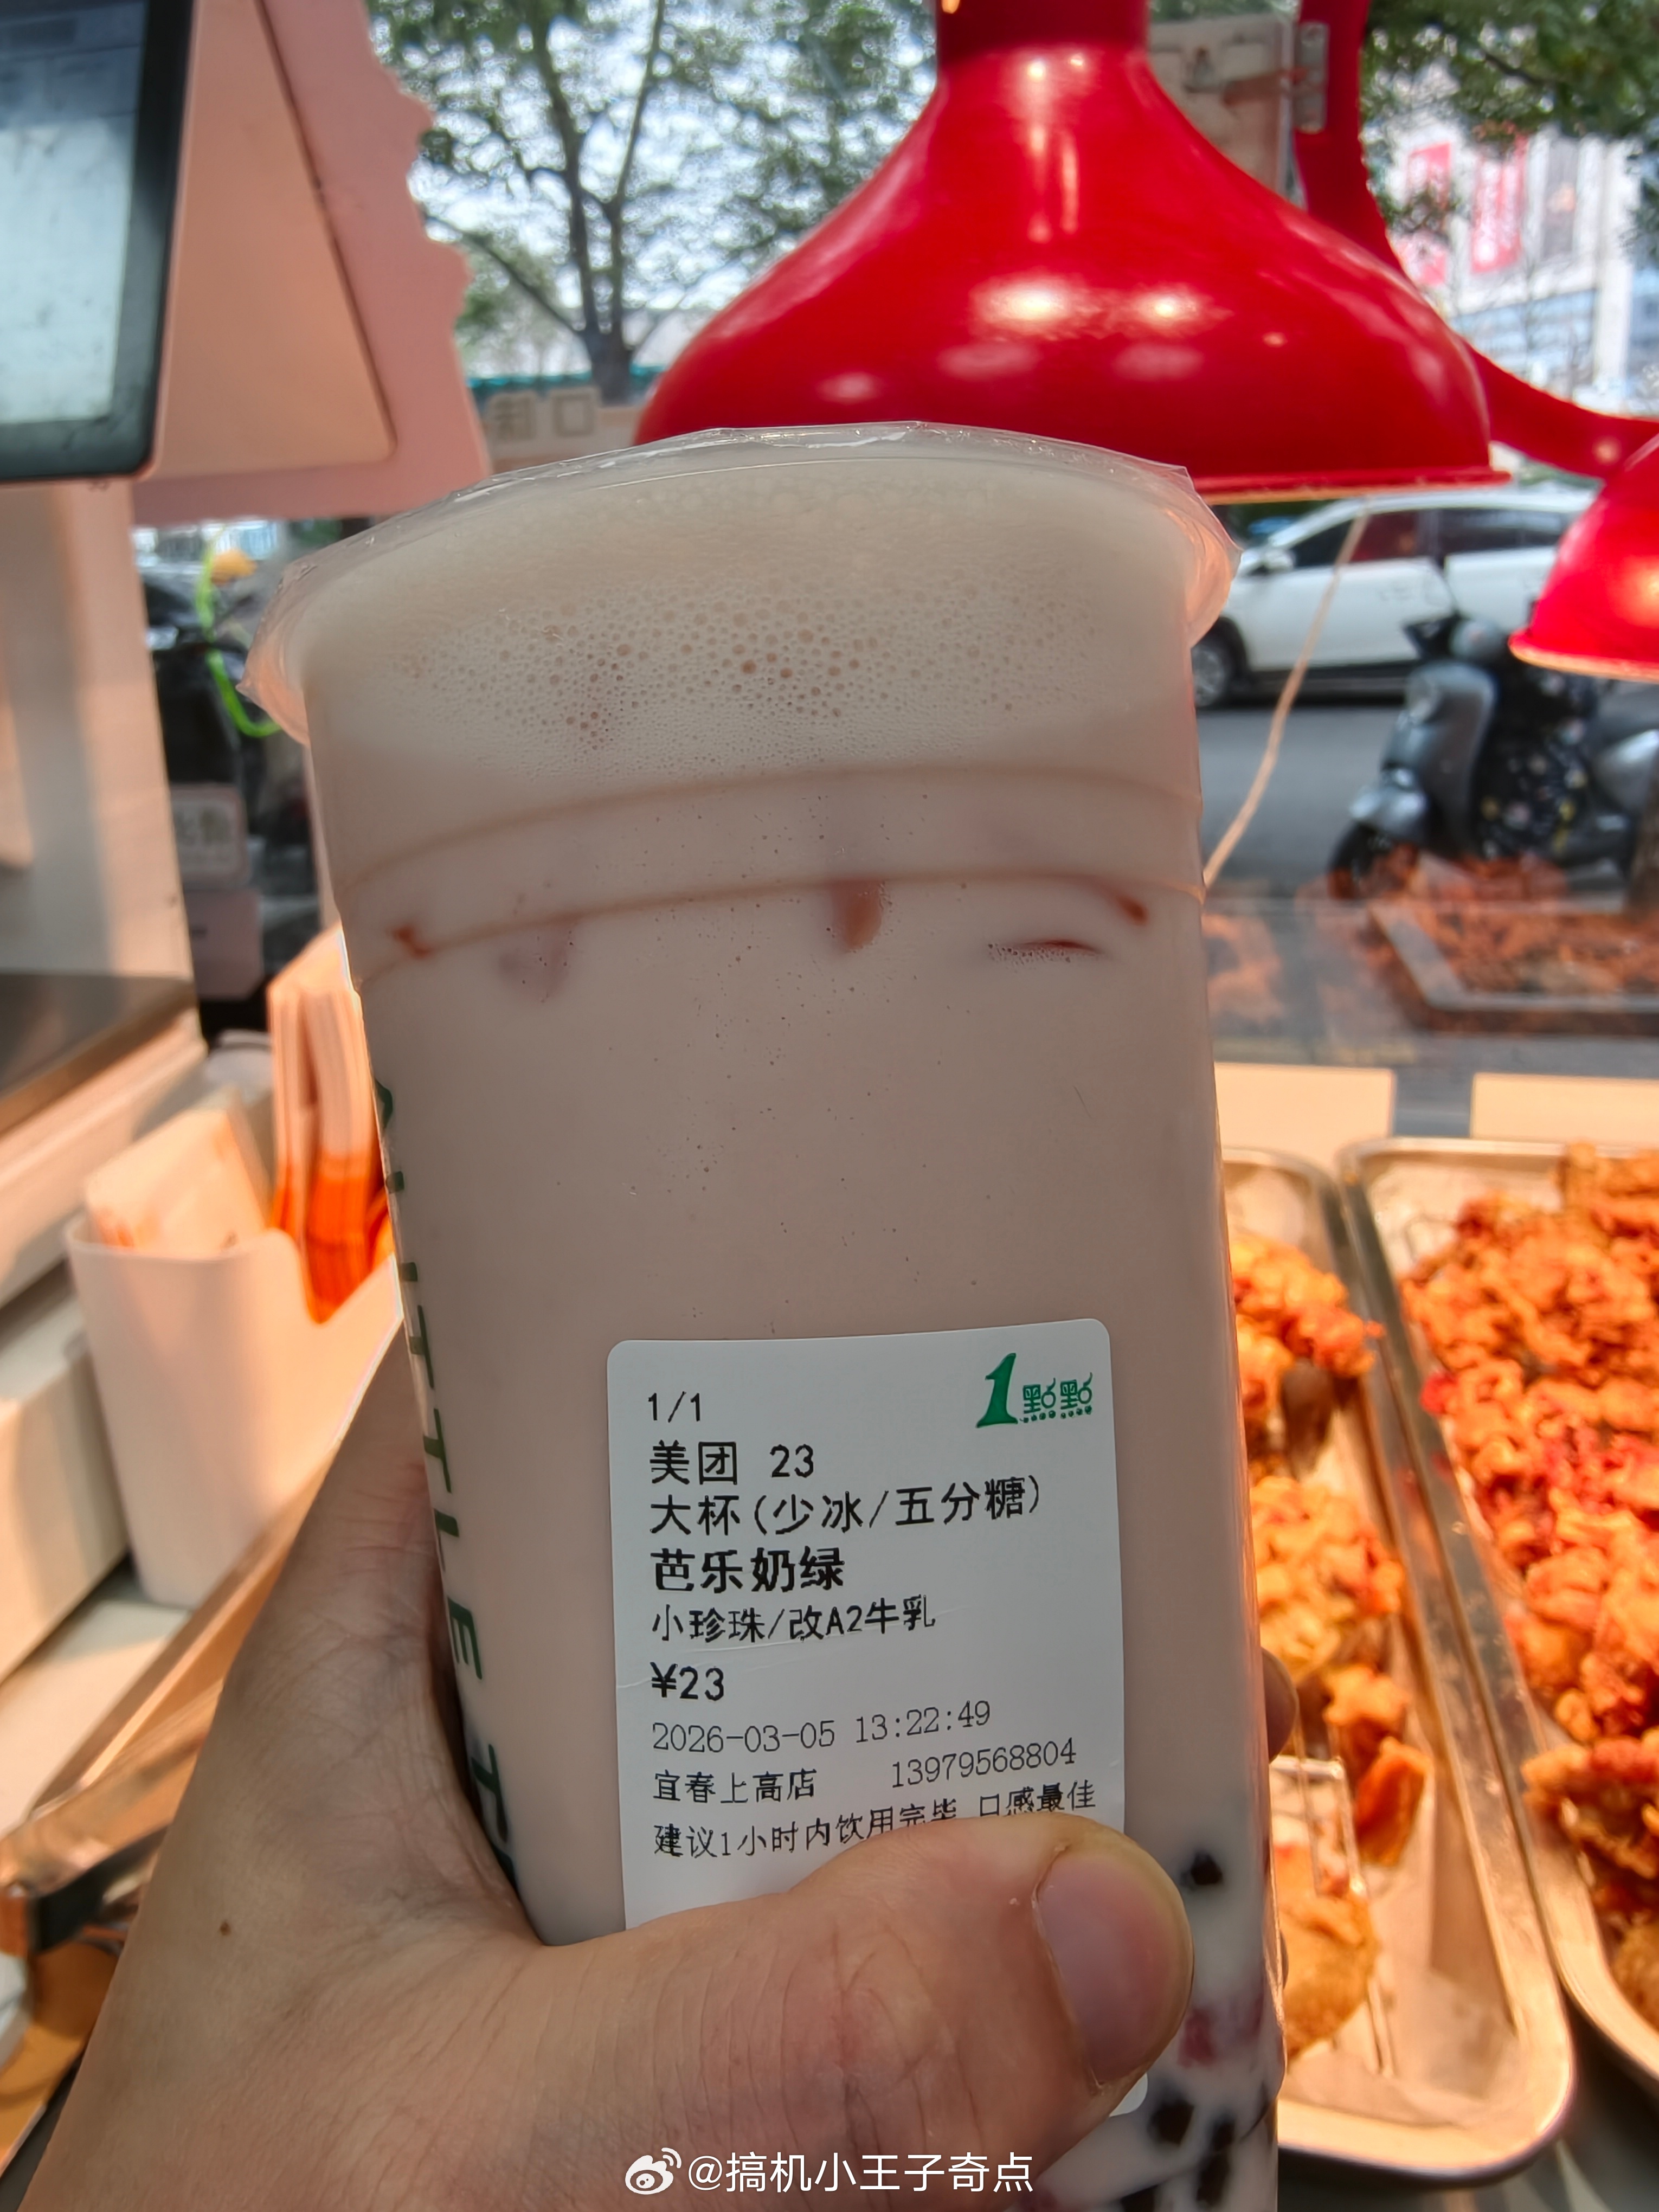 1點點
1/1
美团 23
大杯(少冰/五分糖)
芭乐奶绿
小珍珠/改A2牛乳
¥23
2026-03-05 13:22:49
宜春上高店 13979568804
建议1小时内饮用完毕 口感最佳
A LITTLE T
@搞机小王子奇点